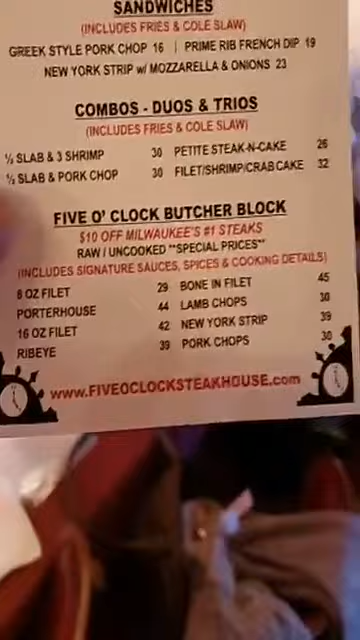 SANDWICHES
(INCLUDES FRIES & COLE SLAW)
GREEK STYLE PORK CHOP 16 | PRIME RIB FRENCH DIP 19
NEW YORK STRIP w/ MOZZARELLA & ONIONS 23
COMBOS - DUOS & TRIOS
(INCLUDES FRIES & COLE SLAW)
½ SLAB & 3 SHRIMP 30 PETITE STEAK-N-CAKE 26
½ SLAB & PORK CHOP 30 FILET/SHRIMP/CRAB CAKE 32
FIVE O' CLOCK BUTCHER BLOCK
$10 OFF MILWAUKEE'S #1 STEAKS
RAW / UNCOOKED **SPECIAL PRICES**
(INCLUDES SIGNATURE SAUCES, SPICES & COOKING DETAILS)
8 OZ FILET 29 BONE IN FILET 45
PORTERHOUSE 44 LAMB CHOPS 30
16 OZ FILET 42 NEW YORK STRIP 39
RIBEYE 39 PORK CHOPS 30
www.FIVEOCLOCKSTEAKHOUSE.com